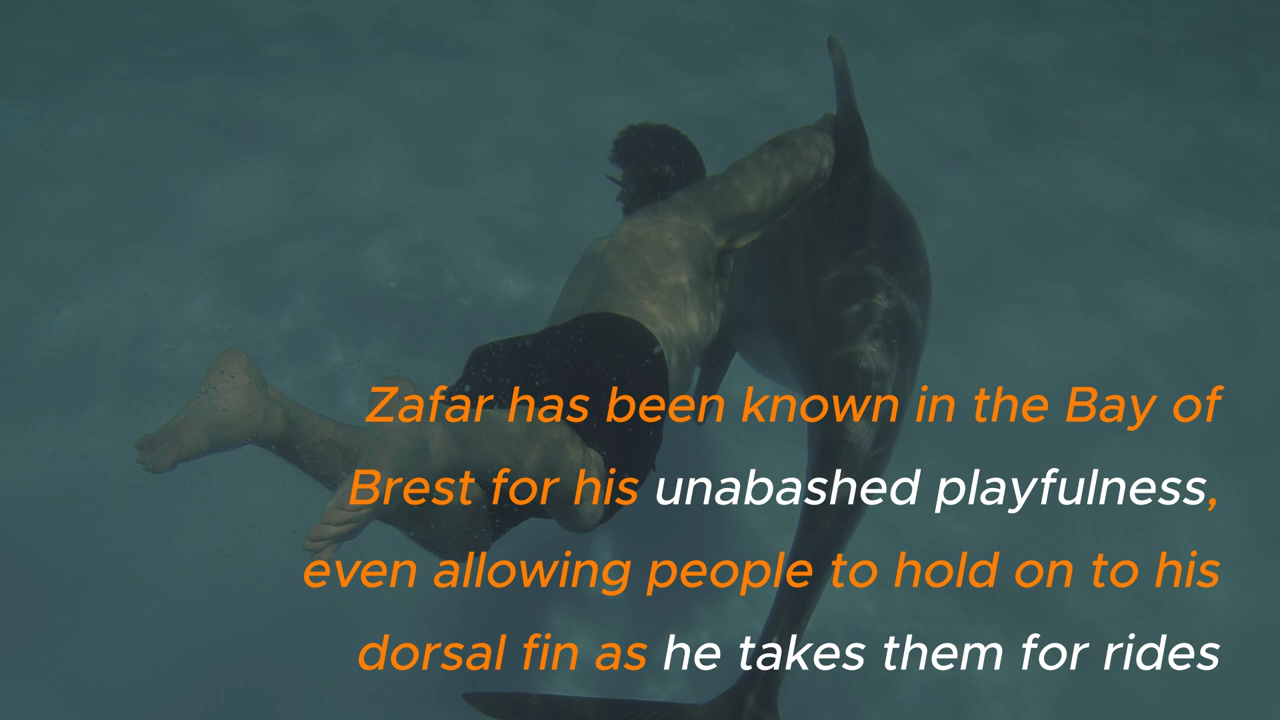 Zafar has been known in the Bay of
Brest for his unabashed playfulness,
even allowing people to hold on to his
dorsal fin as he takes them for rides